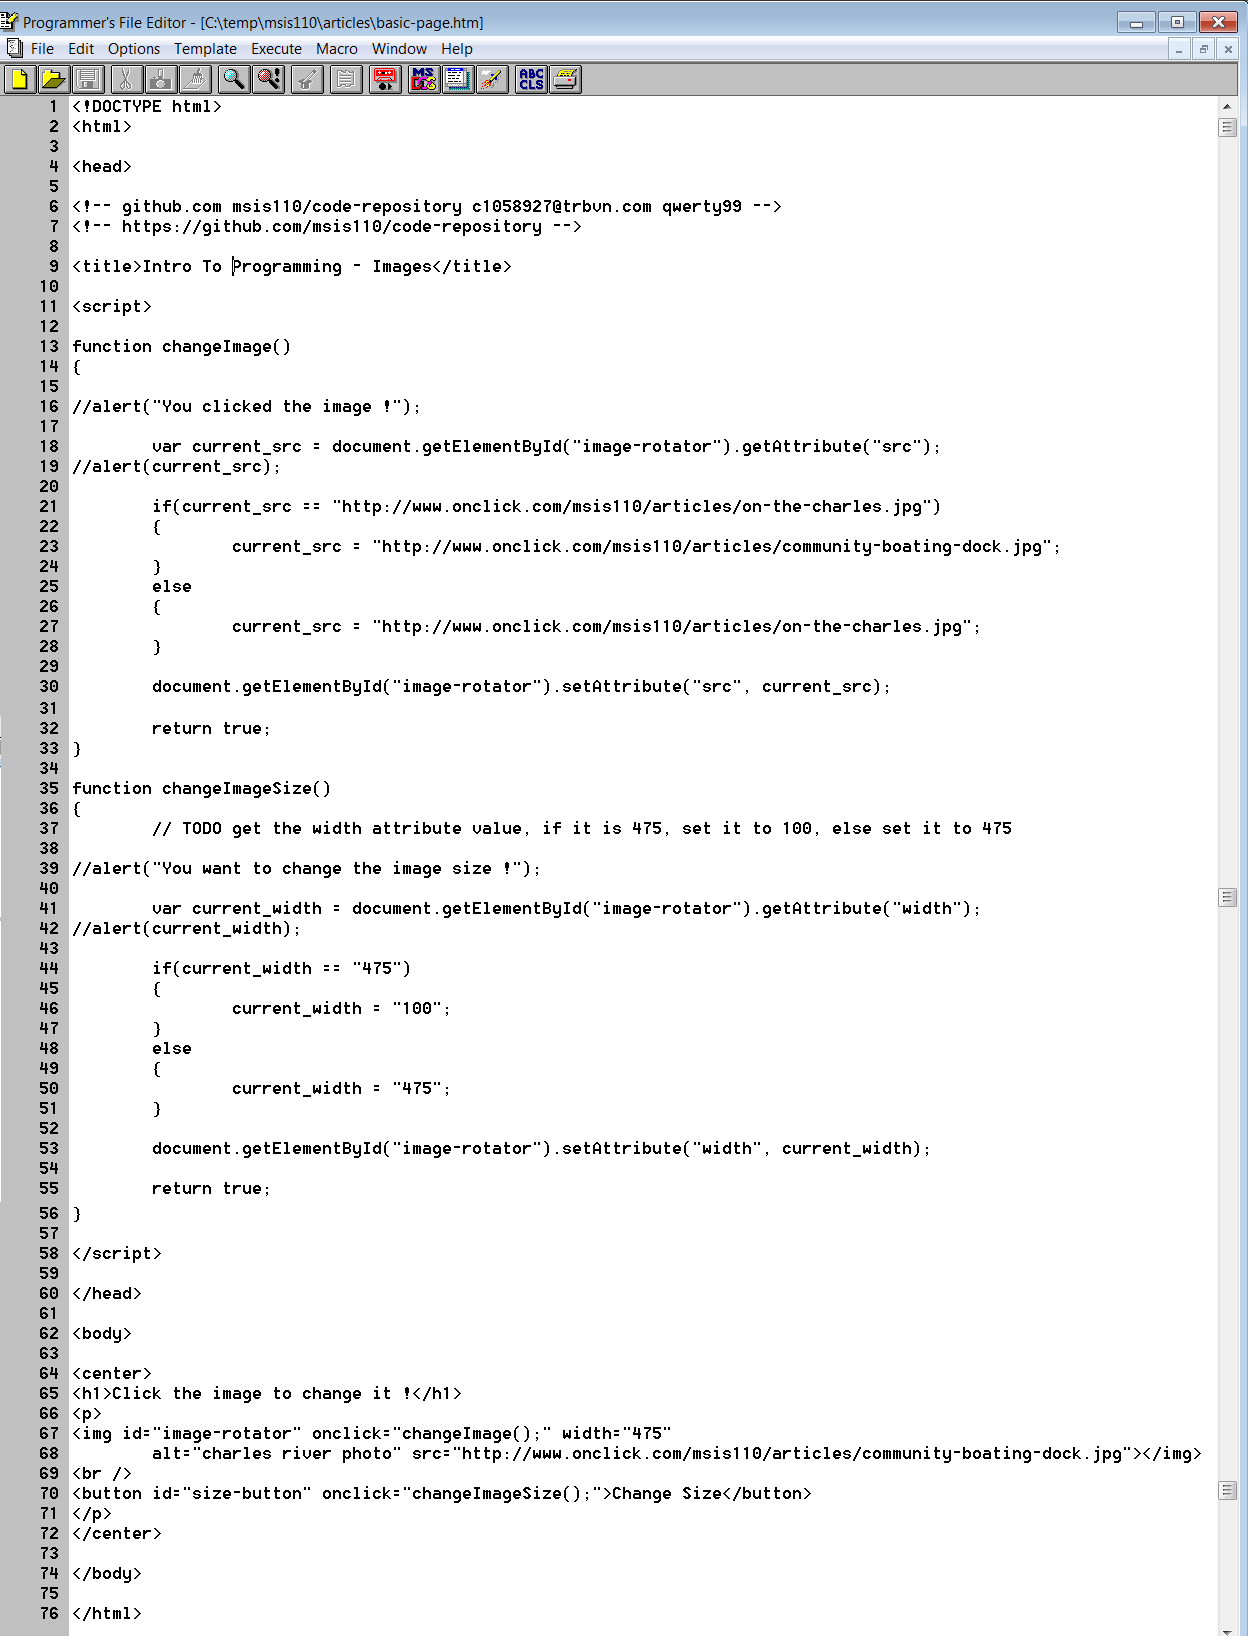 Programmer's File Editor - [C:\temp\msis110\articles\basic-page.htm]
File Edit Options Template Execute Macro Window Help
MS
ABC
CLS
1 <!DOCTYPE html>
2 <html>
3
4 <head>
5
6 <!-- github.com msis110/code-repository c1058927@trbvn.com qwerty99 -->
7 <!-- https://github.com/msis110/code-repository -->
8
9 <title>Intro To Programming - Images</title>
10
11 <script>
12
13 function changeImage()
14 {
15
16 //alert("You clicked the image !");
17
18 var current_src = document.getElementById("image-rotator").getAttribute("src");
19 //alert(current_src);
20
21 if(current_src == "http://www.onclick.com/msis110/articles/on-the-charles.jpg")
22 {
23 current_src = "http://www.onclick.com/msis110/articles/community-boating-dock.jpg";
24 }
25 else
26 {
27 current_src = "http://www.onclick.com/msis110/articles/on-the-charles.jpg";
28 }
29
30 document.getElementById("image-rotator").setAttribute("src", current_src);
31
32 return true;
33 }
34
35 function changeImageSize()
36 {
37 // TODO get the width attribute value, if it is 475, set it to 100, else set it to 475
38
39 //alert("You want to change the image size !");
40
41 var current_width = document.getElementById("image-rotator").getAttribute("width");
42 //alert(current_width);
43
44 if(current_width == "475")
45 {
46 current_width = "100";
47 }
48 else
49 {
50 current_width = "475";
51 }
52
53 document.getElementById("image-rotator").setAttribute("width", current_width);
54
55 return true;
56 }
57
58 </script>
59
60 </head>
61
62 <body>
63
64 <center>
65 <h1>Click the image to change it !</h1>
66 <p>
67 <img id="image-rotator" onclick="changeImage();" width="475"
68 alt="charles river photo" src="http://www.onclick.com/msis110/articles/community-boating-dock.jpg"></img>
69 <br />
70 <button id="size-button" onclick="changeImageSize();">Change Size</button>
71 </p>
72 </center>
73
74 </body>
75
76 </html>